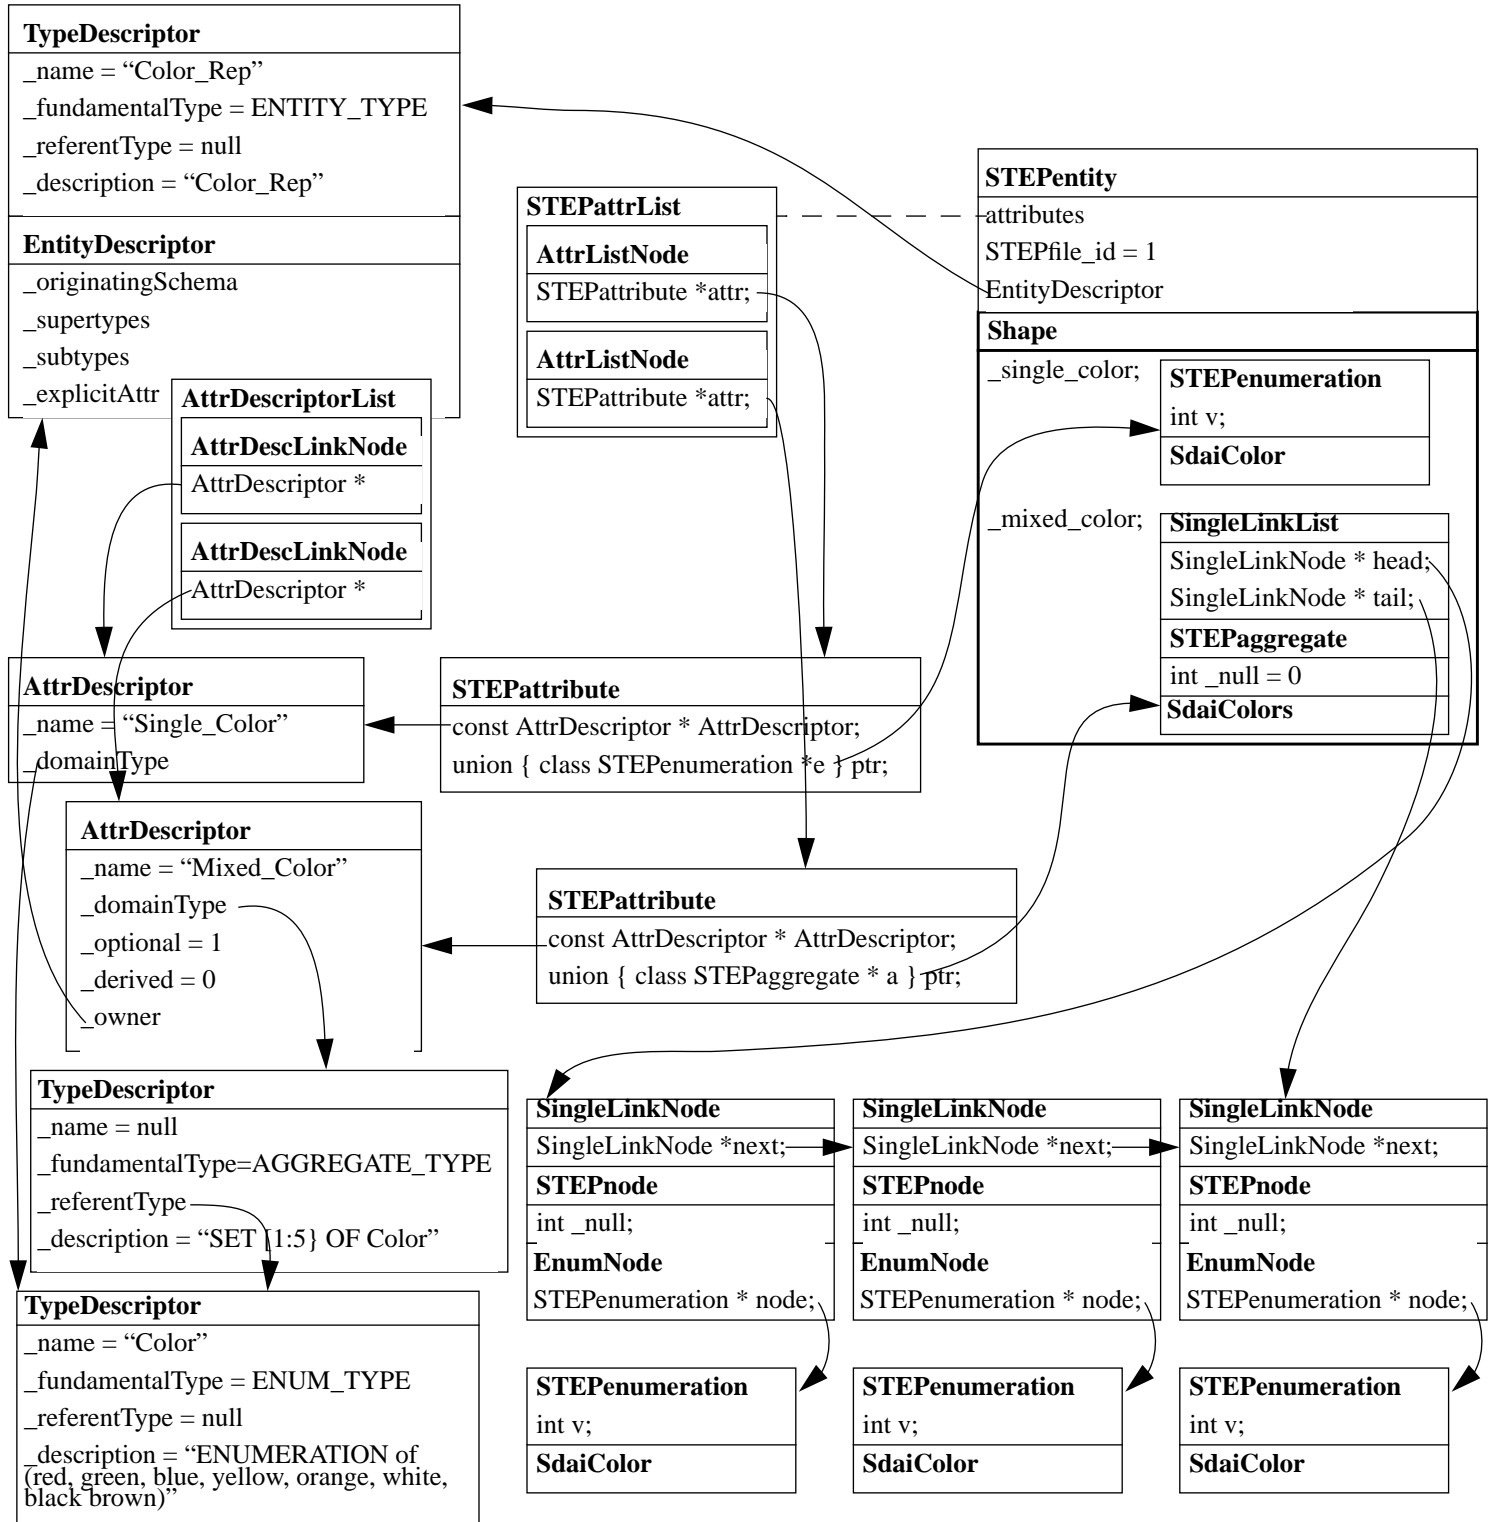 TypeDescriptor
_name = “Color_Rep”
_fundamentalType = ENTITY_TYPE
_referentType = null
_description = “Color_Rep”
EntityDescriptor
_originatingSchema
_supertypes
_subtypes
_explicitAttr
AttrDescriptorList
AttrDescLinkNode
AttrDescriptor *
AttrDescLinkNode
AttrDescriptor *
STEPattrList
AttrListNode
STEPattribute *attr;
AttrListNode
STEPattribute *attr;
STEPentity
attributes
STEPfile_id = 1
EntityDescriptor
Shape
_single_color;
STEPenumeration
int v;
SdaiColor
_mixed_color;
SingleLinkList
SingleLinkNode * head;
SingleLinkNode * tail;
STEPaggregate
int _null = 0
SdaiColors
AttrDescriptor
_name = “Single_Color”
_domainType
STEPattribute
const AttrDescriptor * AttrDescriptor;
union { class STEPenumeration *e } ptr;
AttrDescriptor
_name = “Mixed_Color”
_domainType
_optional = 1
_derived = 0
_owner
STEPattribute
const AttrDescriptor * AttrDescriptor;
union { class STEPaggregate * a } ptr;
TypeDescriptor
_name = null
_fundamentalType=AGGREGATE_TYPE
_referentType
_description = “SET [1:5} OF Color”
TypeDescriptor
_name = “Color”
_fundamentalType = ENUM_TYPE
_referentType = null
_description = “ENUMERATION of
(red, green, blue, yellow, orange, white,
black brown)”
SingleLinkNode
SingleLinkNode *next;
STEPnode
int _null;
EnumNode
STEPenumeration * node;
STEPenumeration
int v;
SdaiColor
SingleLinkNode
SingleLinkNode *next;
STEPnode
int _null;
EnumNode
STEPenumeration * node;
STEPenumeration
int v;
SdaiColor
SingleLinkNode
SingleLinkNode *next;
STEPnode
int _null;
EnumNode
STEPenumeration * node;
STEPenumeration
int v;
SdaiColor